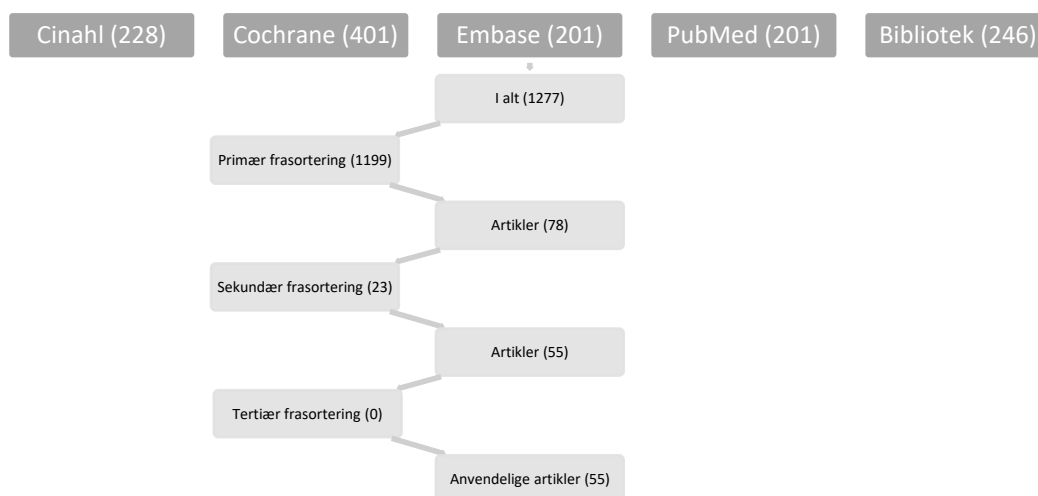 Cinahl (228)
Cochrane (401)
Embase (201)
PubMed (201)
Bibliotek (246)
I alt (1277)
Primær frasortering (1199)
Artikler (78)
Sekundær frasortering (23)
Artikler (55)
Tertiær frasortering (0)
Anvendelige artikler (55)